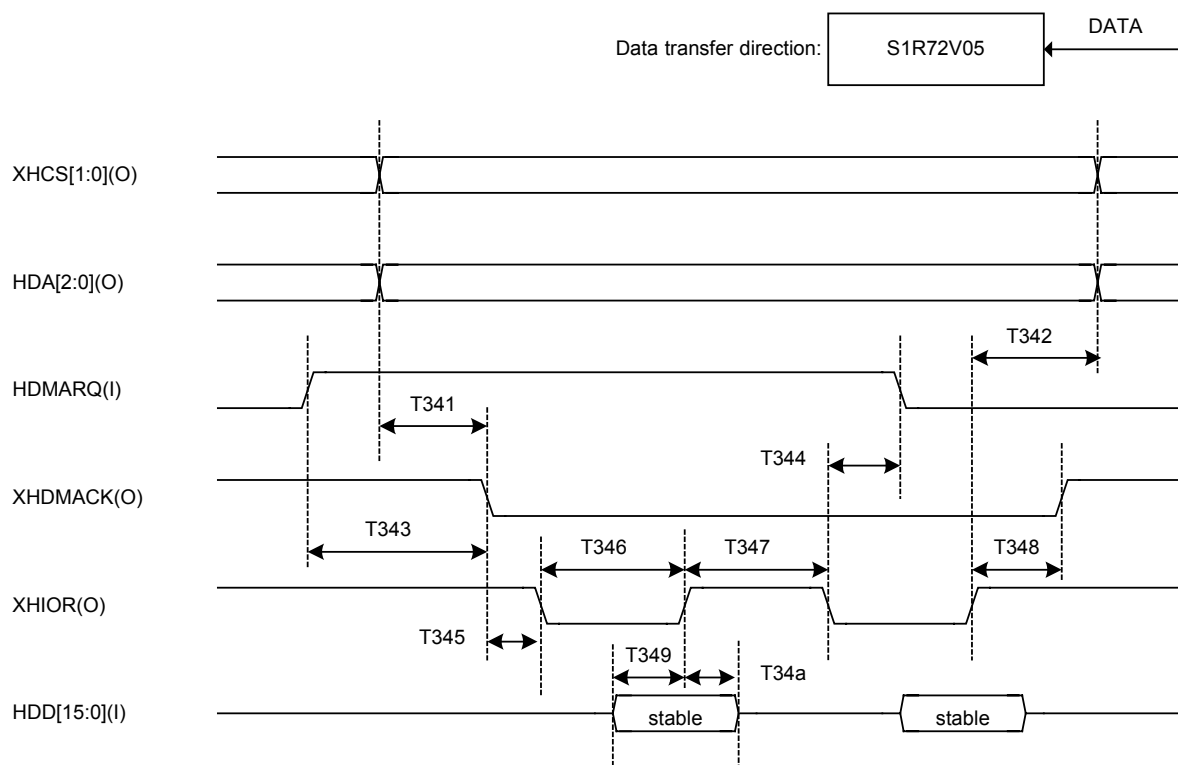 DATA
Data transfer direction: S1R72V05
XHCS[1:0](O)
HDA[2:0](O)
T342
HDMARQ(I)
T341
T344
XHDMACK(O)
T343 T346 T347 T348
XHIOR(O)
T345 T349 T34a
HDD[15:0](I) stable stable